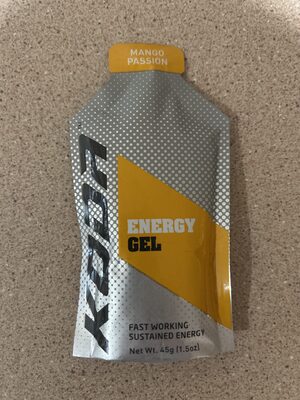 MANGO
PASSION
KODA
ENERGY
GEL
FAST WORKING
SUSTAINED ENERGY
Net Wt. 45g (1.5oz)